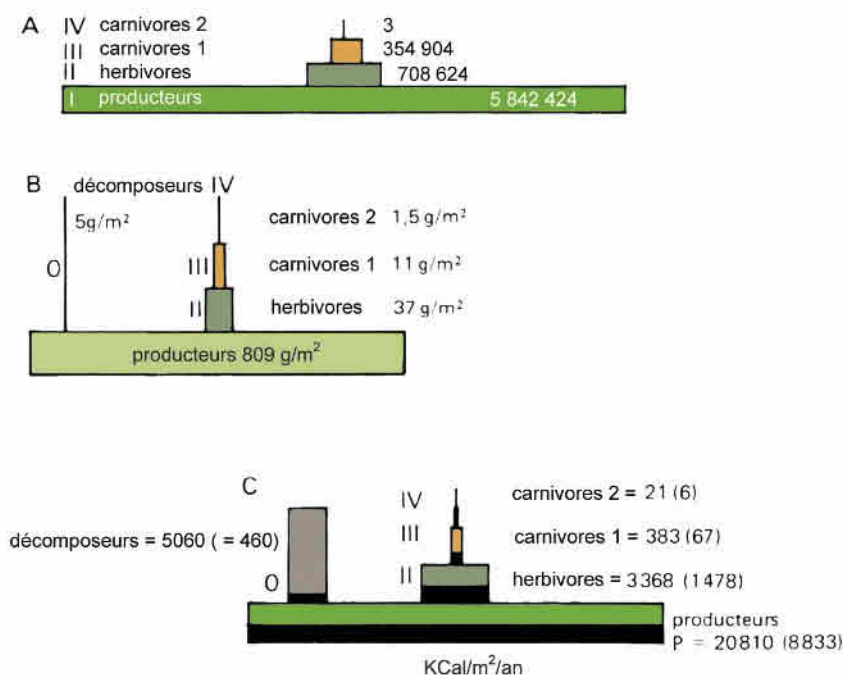 A IV carnivores 2 3
III carnivores 1 354 904
II herbivores 708 624
I producteurs 5 842 424
B décomposeurs IV
5g/m² carnivores 2 1,5 g/m²
O III carnivores 1 11 g/m²
II herbivores 37 g/m²
producteurs 809 g/m²
C IV carnivores 2 = 21 (6)
décomposeurs = 5060 ( = 460) III carnivores 1 = 383 (67)
O II herbivores = 3368 (1478)
producteurs
P = 20810 (8833)
KCal/m²/an